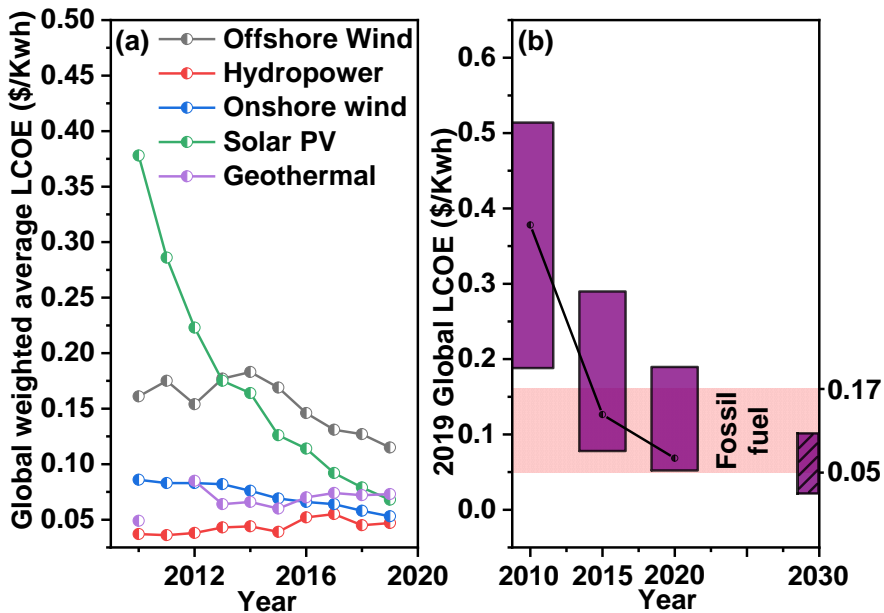 (a)
Offshore Wind
Hydropower
Onshore wind
Solar PV
Geothermal
Global weighted average LCOE ($/Kwh)
0.50
0.45
0.40
0.35
0.30
0.25
0.20
0.15
0.10
0.05
2012
2016
2020
Year
(b)
2019 Global LCOE ($/Kwh)
0.6
0.5
0.4
0.3
0.2
0.1
0.0
Fossil
fuel
0.17
0.05
2010
2015
2020
2030
Year